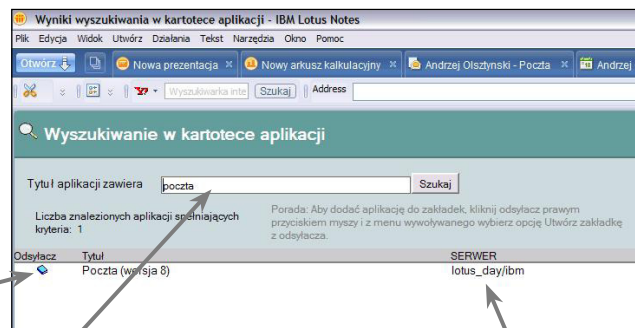 Wyniki wyszukiwania w kartotece aplikacji - IBM Lotus Notes
Plik Edycja Widok Utwórz Działania Tekst Narzędzia Okno Pomoc
Otwórz Nowa prezentacja Nowy arkusz kalkulacyjny Andrzej Olsztynski - Poczta Andrzej
Wyszukiwarka inte Szukaj Address
Wyszukiwanie w kartotece aplikacji
Tytuł aplikacji zawiera poczta Szukaj
Liczba znalezionych aplikacji spełniających
kryteria: 1
Porada: Aby dodać aplikację do zakładek, kliknij odsyłacz prawym
przyciskiem myszy i z menu wywoływanego wybierz opcję Utwórz zakładkę
z odsyłacza.
Odsyłacz Tytuł SERWER
Poczta (wersja 8) lotus_day/ibm